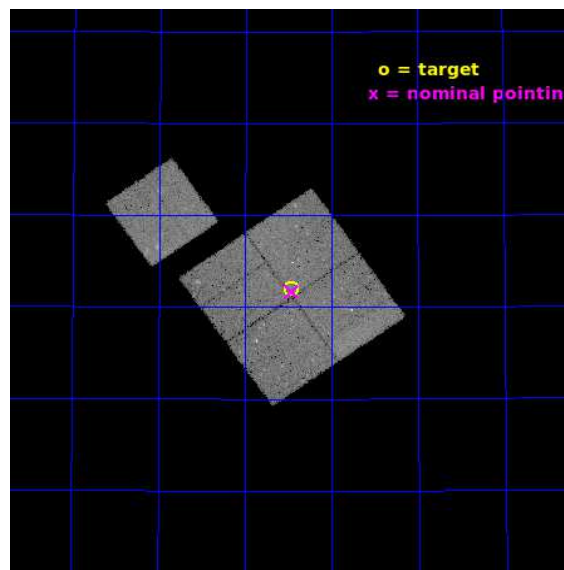 o = target
x = nominal pointin